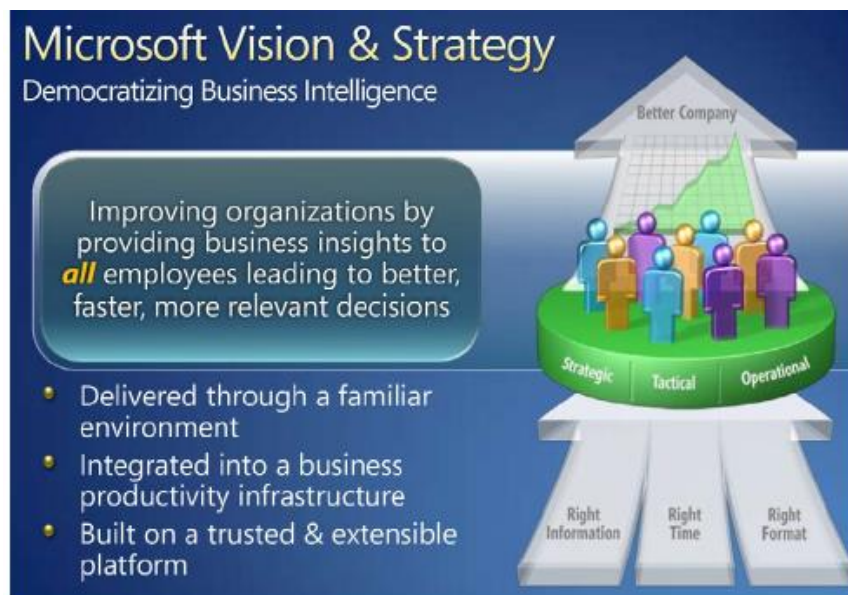 Microsoft Vision & Strategy
Democratizing Business Intelligence
Improving organizations by
providing business insights to
all employees leading to better,
faster, more relevant decisions
• Delivered through a familiar
environment
• Integrated into a business
productivity infrastructure
• Built on a trusted & extensible
platform
Better Company
Strategic
Tactical
Operational
Right
Information
Right
Time
Right
Format